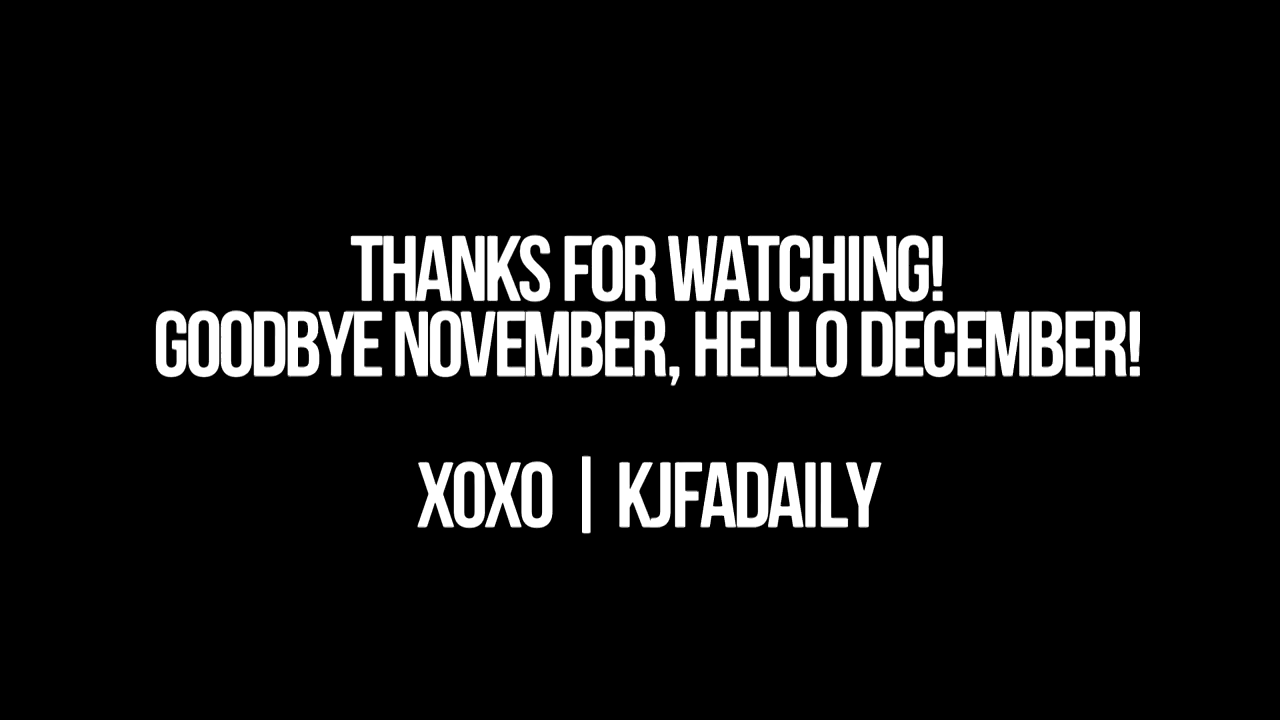 THANKS FOR WATCHING!
GOODBYE NOVEMBER, HELLO DECEMBER!
XOXO | KJFADAILY